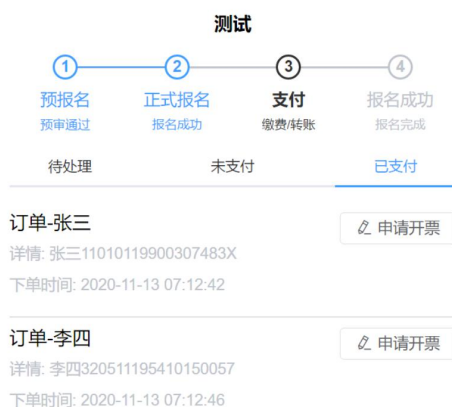 测试
1 2 3 4
预报名 正式报名 支付 报名成功
预审通过 报名成功 缴费/转账 报名完成
待处理 未支付 已支付
订单-张三 申请开票
详情: 张三11010119900307483X
下单时间: 2020-11-13 07:12:42
订单-李四 申请开票
详情: 李四320511195410150057
下单时间: 2020-11-13 07:12:46